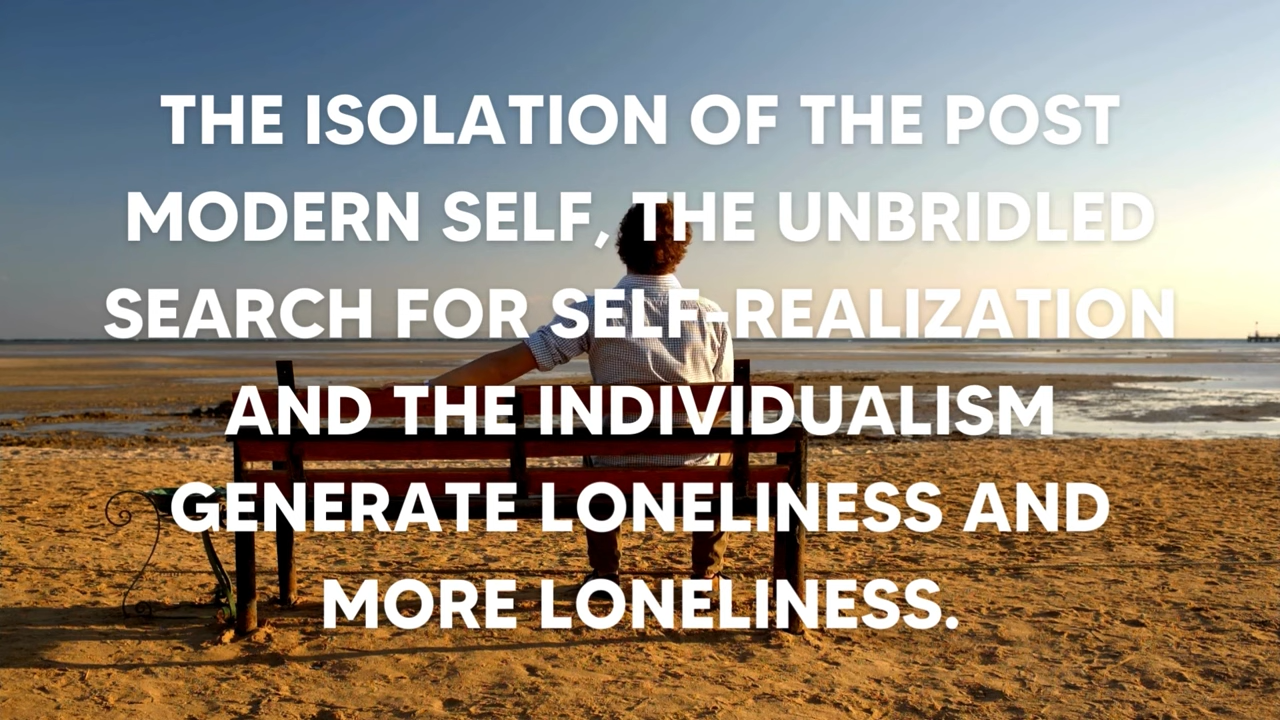 THE ISOLATION OF THE POST
MODERN SELF, THE UNBRIDLED
SEARCH FOR SELF-REALIZATION
AND THE INDIVIDUALISM
GENERATE LONELINESS AND
MORE LONELINESS.